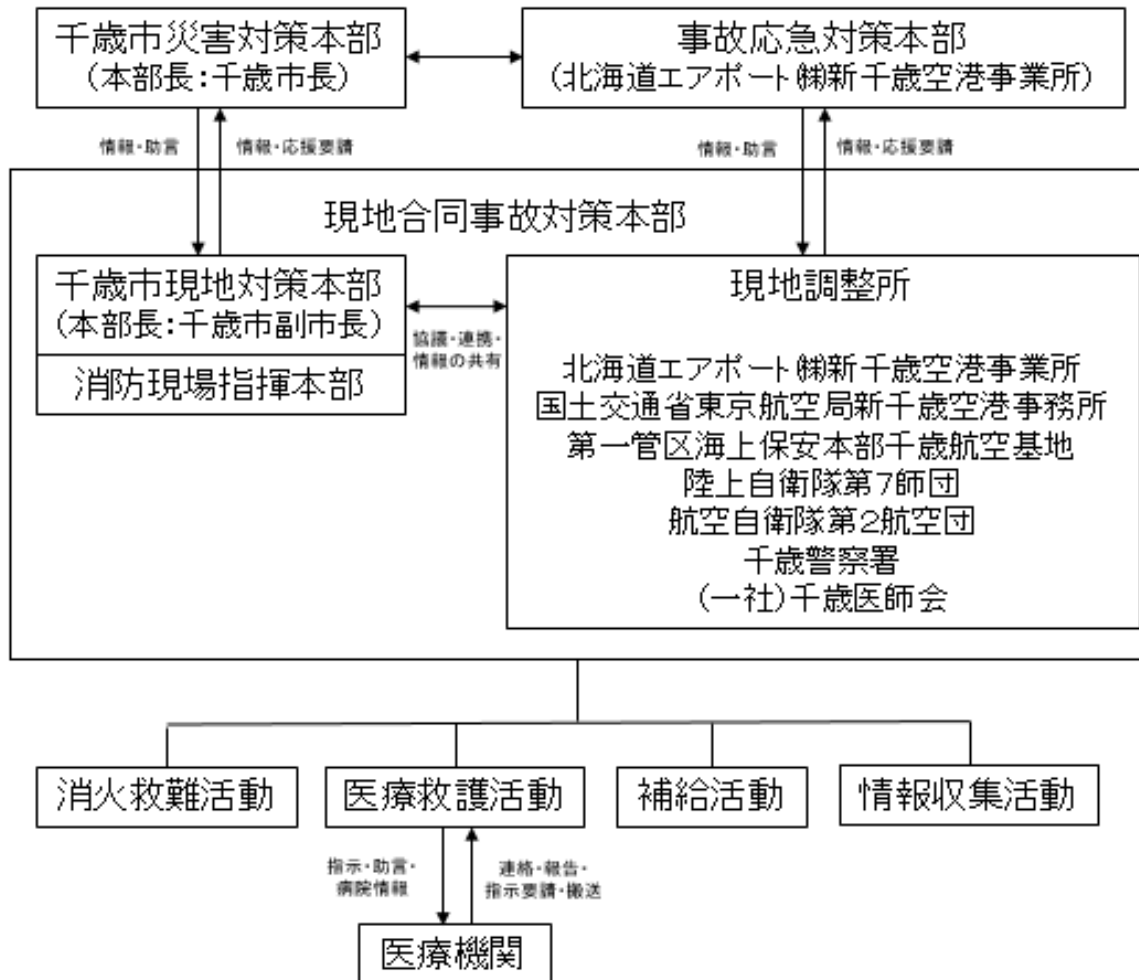 千歳市災害対策本部
(本部長：千歳市長)
事故応急対策本部
(北海道エアポート㈱新千歳空港事業所)
情報・助言
情報・応援要請
情報・助言
情報・応援要請
現地合同事故対策本部
千歳市現地対策本部
(本部長：千歳市副市長)
消防現場指揮本部
協議・連携・
情報の共有
現地調整所
北海道エアポート㈱新千歳空港事業所
国土交通省東京航空局新千歳空港事務所
第一管区海上保安本部千歳航空基地
陸上自衛隊第7師団
航空自衛隊第2航空団
千歳警察署
(一社)千歳医師会
消火救難活動
医療救護活動
補給活動
情報収集活動
指示・助言・
病院情報
連絡・報告・
指示要請・搬送
医療機関